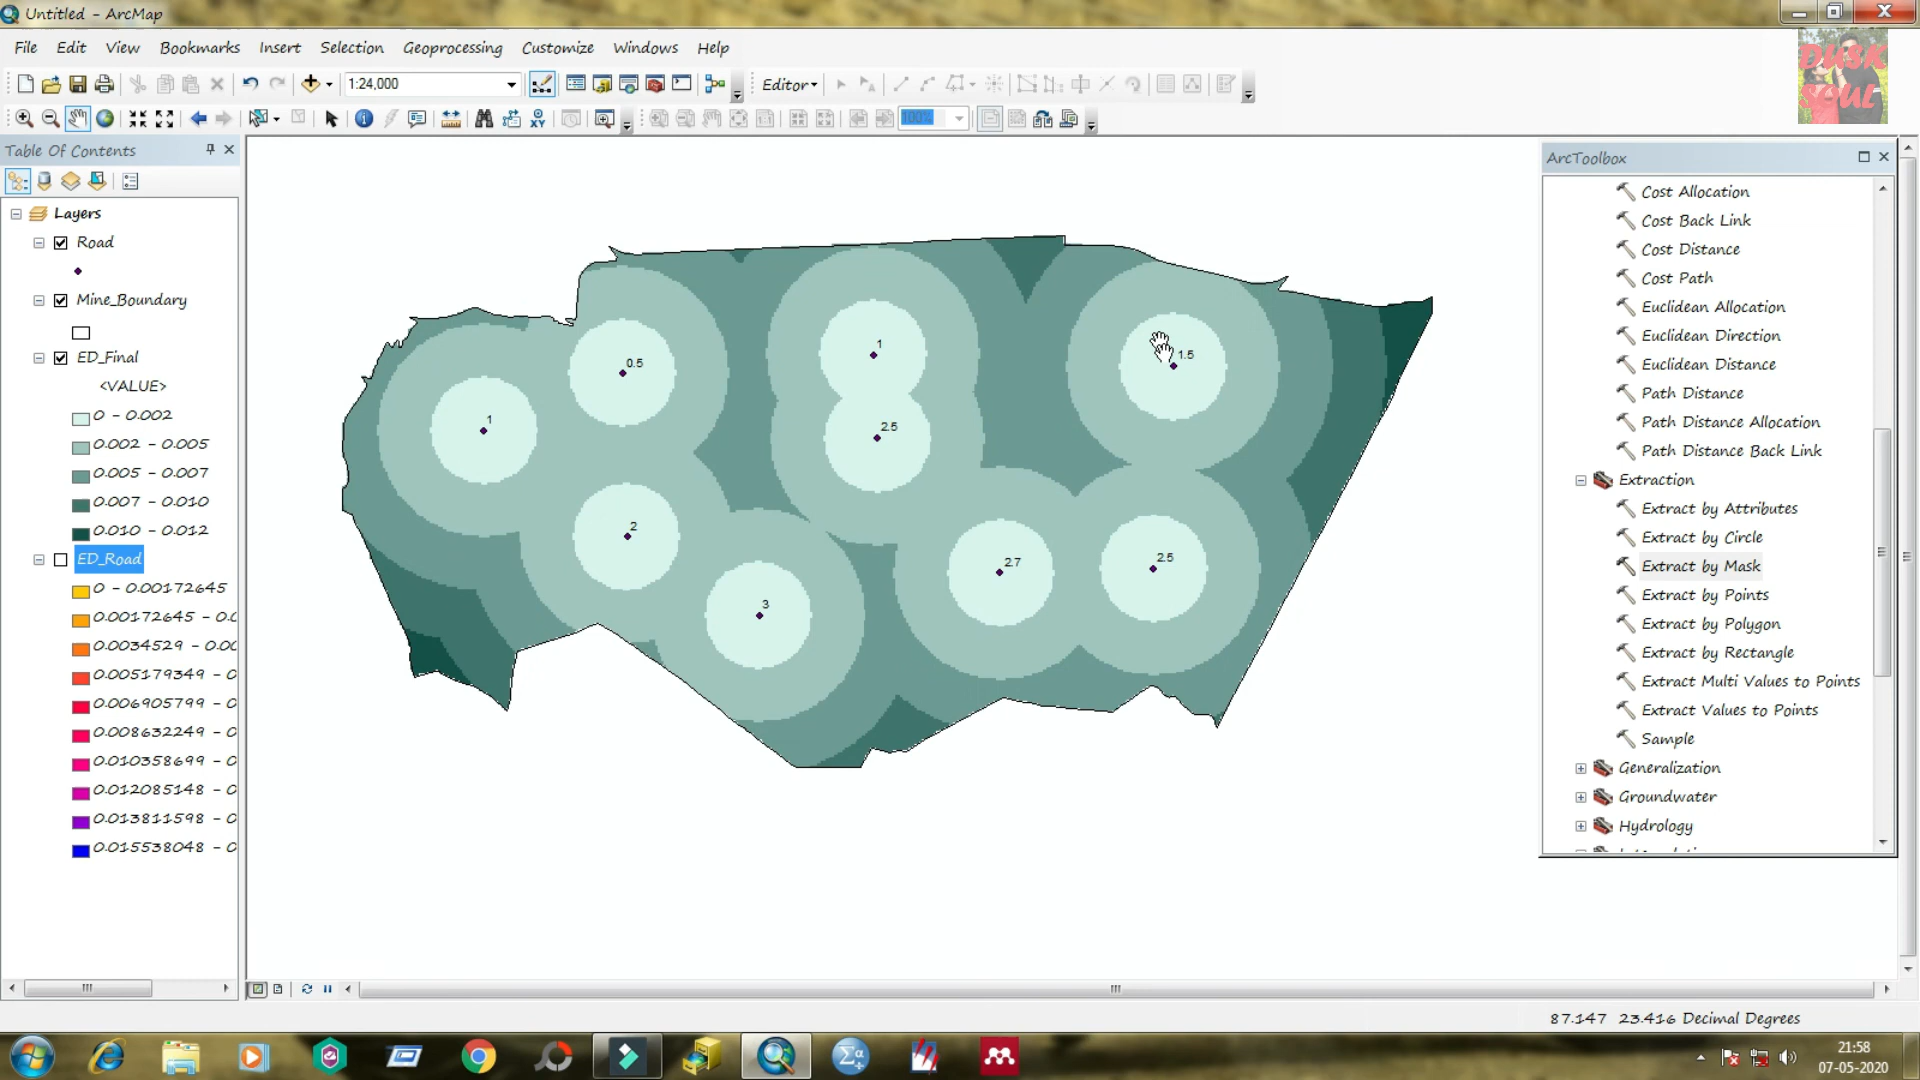 Untitled - ArcMap
File Edit View Bookmarks Insert Selection Geoprocessing Customize Windows Help
DUSK
SOUL
1:24,000
Editor
XY
100%
Table Of Contents
ArcToolbox
Layers
Road
Mine_Boundary
ED_Final
<VALUE>
0 - 0.002
0.002 - 0.005
0.005 - 0.007
0.007 - 0.010
0.010 - 0.012
ED_Road
0 - 0.00172645
0.00172645 - 0.0
0.0034529 - 0.00
0.005179349 - 0
0.006905799 - 0
0.008632249 - 0
0.010358699 - 0
0.012085148 - 0
0.013811598 - 0
0.015538048 - 0
0.5
1
1.5
1
2.5
2
2.7
2.5
3
Cost Allocation
Cost Back Link
Cost Distance
Cost Path
Euclidean Allocation
Euclidean Direction
Euclidean Distance
Path Distance
Path Distance Allocation
Path Distance Back Link
Extraction
Extract by Attributes
Extract by Circle
Extract by Mask
Extract by Points
Extract by Polygon
Extract by Rectangle
Extract Multi Values to Points
Extract Values to Points
Sample
Generalization
Groundwater
Hydrology
87.147 23.416 Decimal Degrees
Σα
21:58
07-05-2020